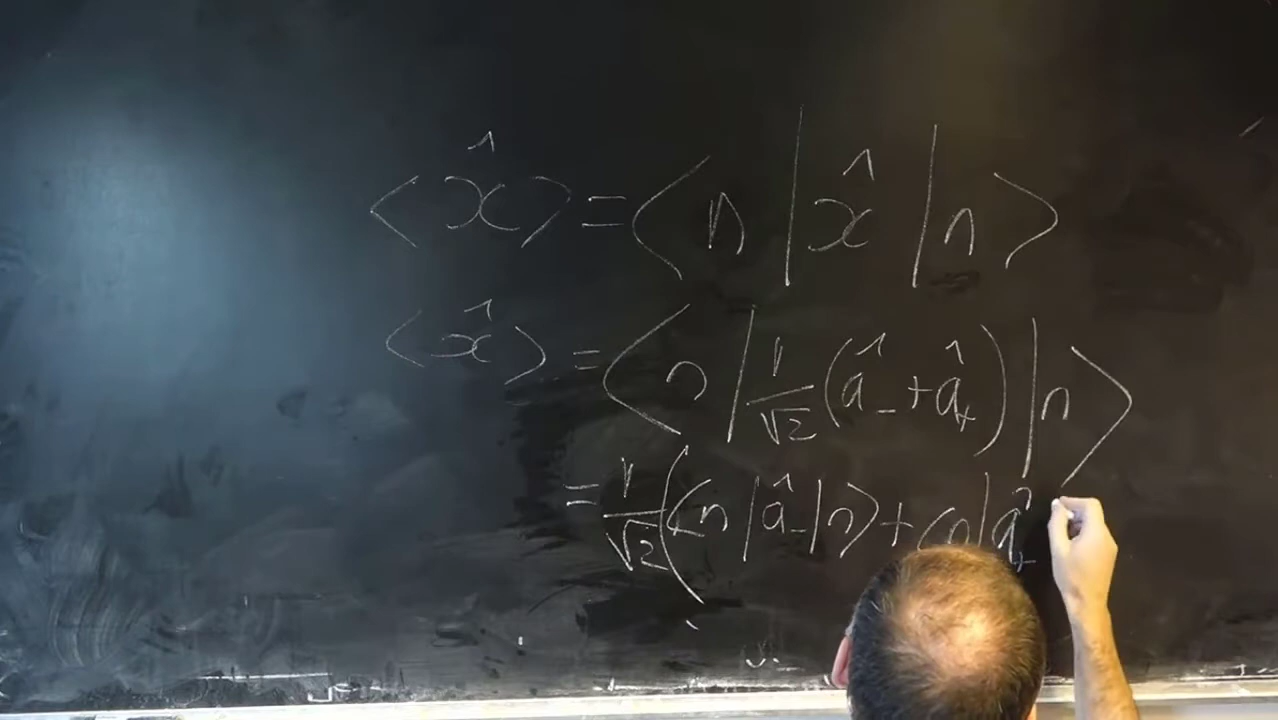 ⟨x̂⟩ = ⟨n|x̂|n⟩
⟨x̂⟩ = ⟨n|1/√2(â₋ + â₊)|n⟩
= 1/√2(⟨n|â₋|n⟩ + ⟨n|â₊